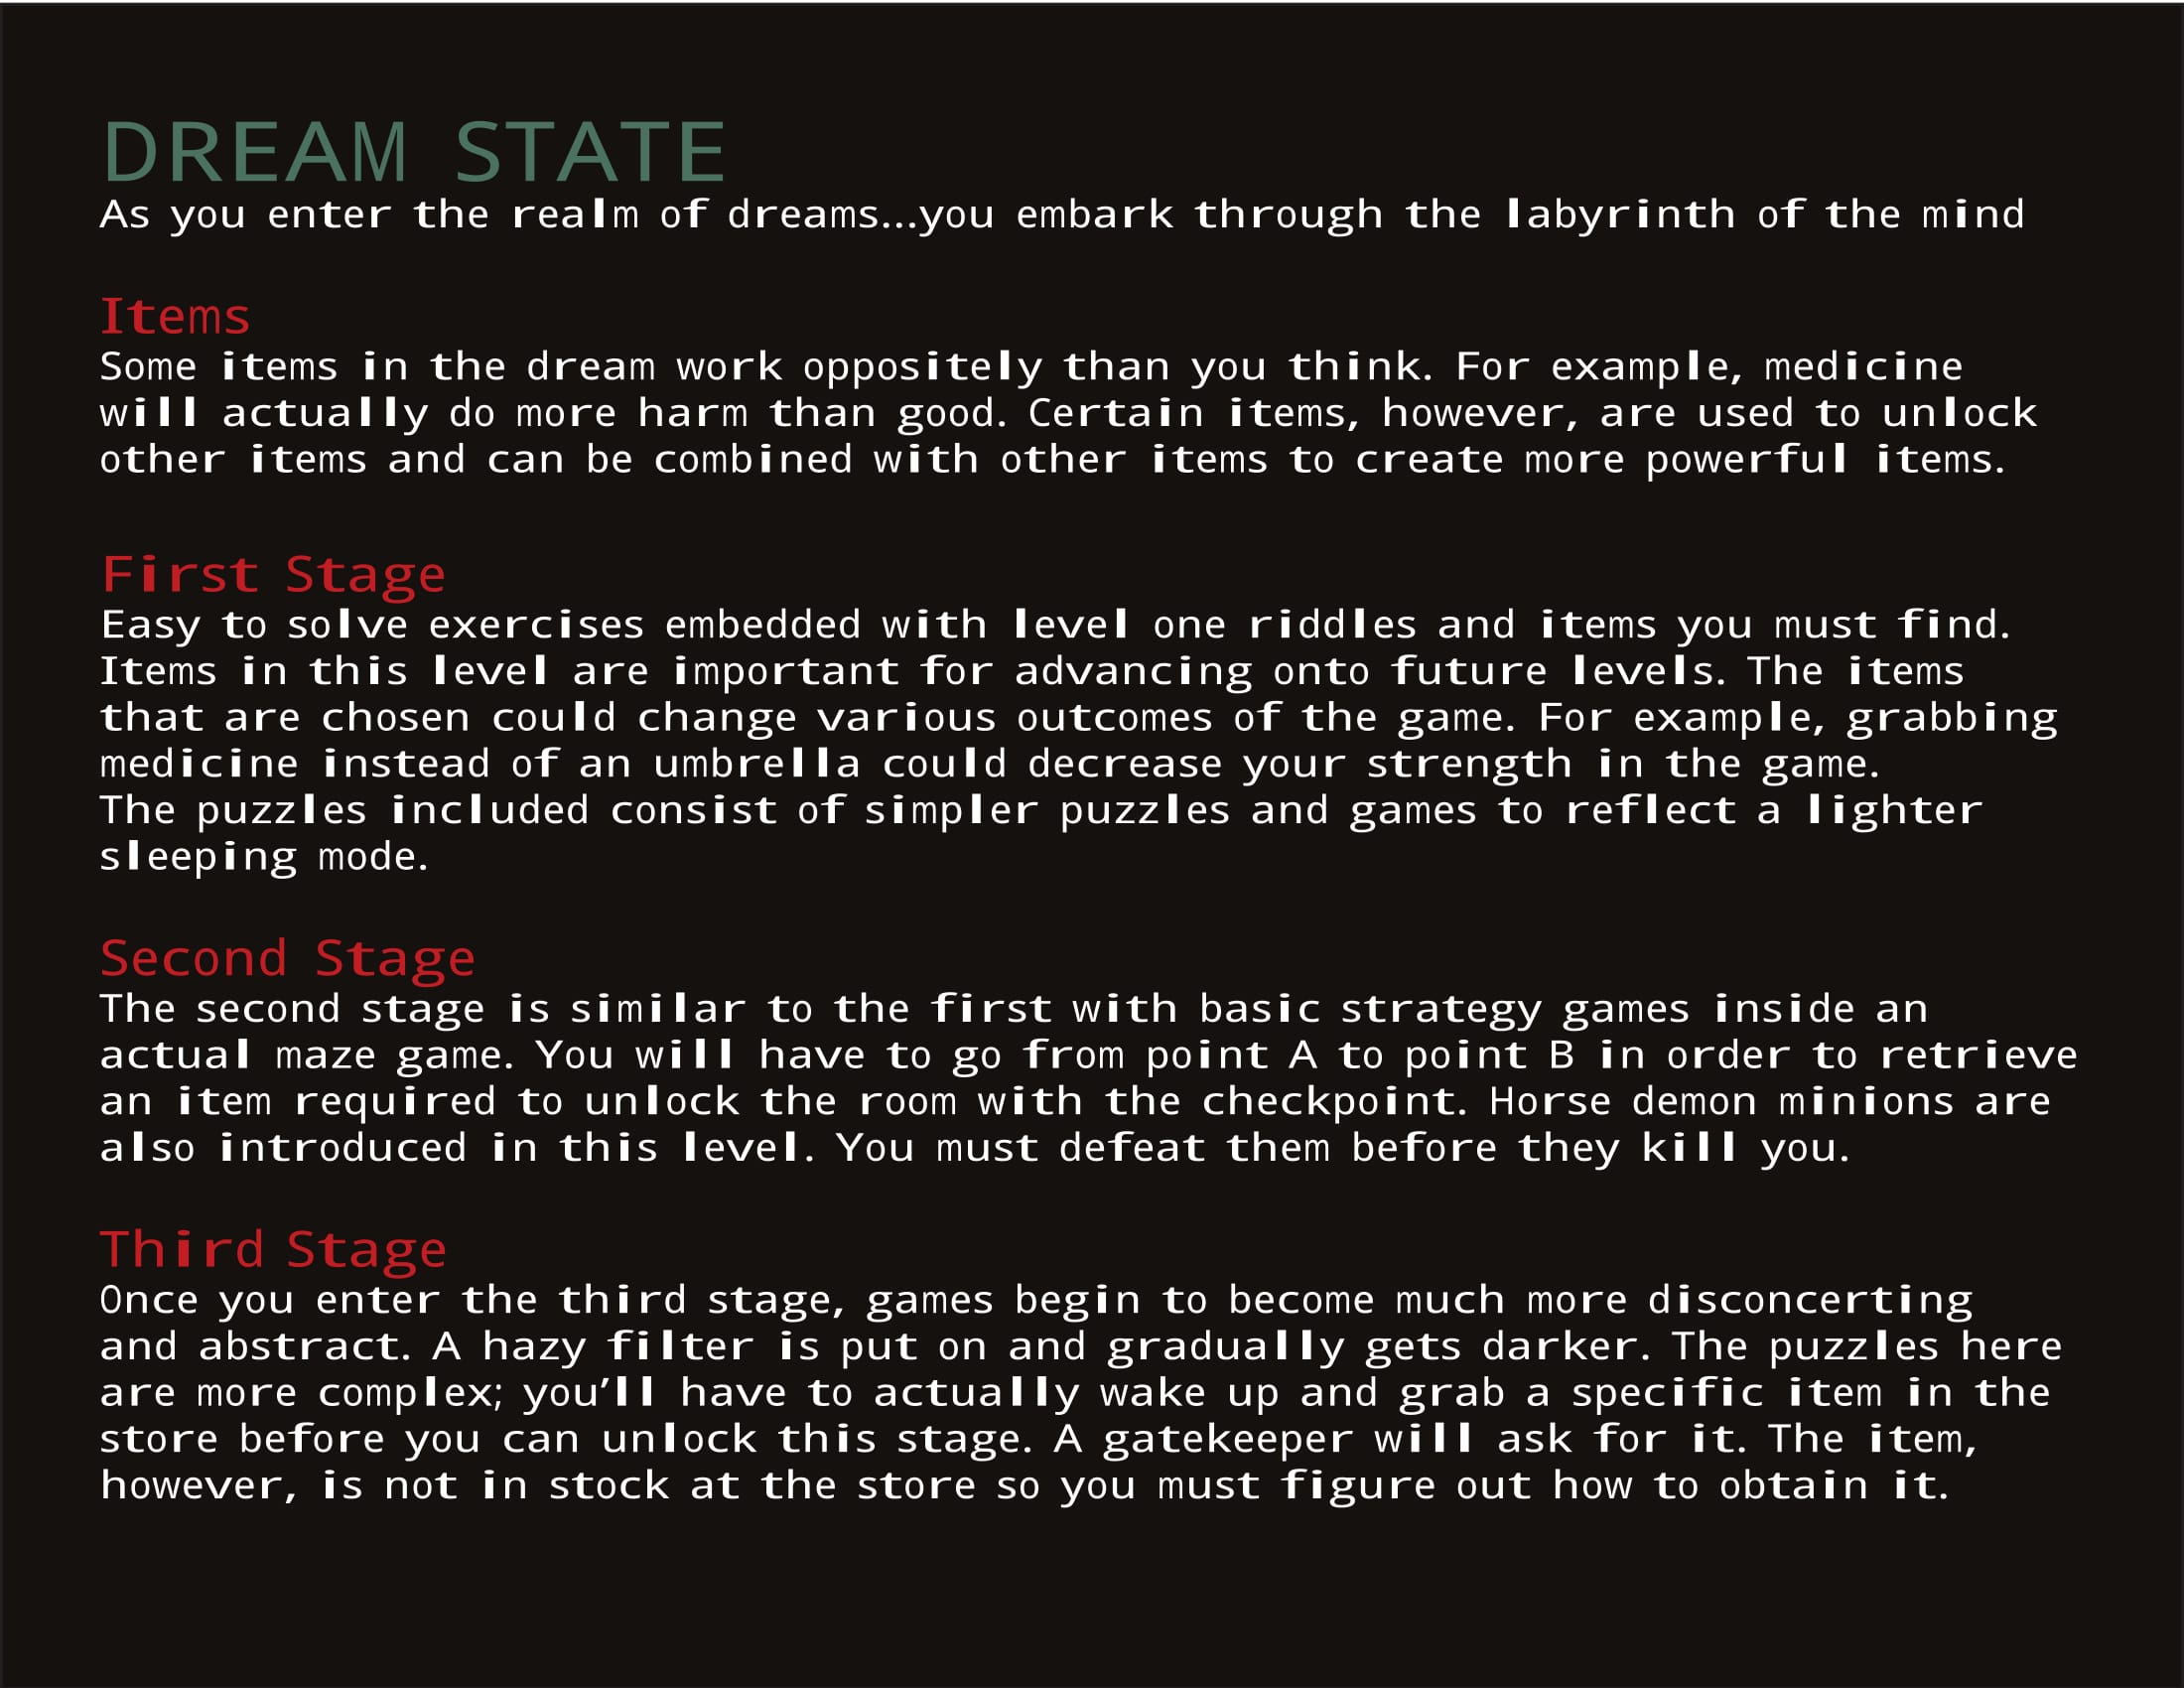 DREAM STATE
As you enter the realm of dreams...you embark through the labyrinth of the mind
Items
Some items in the dream work oppositely than you think. For example, medicine
will actually do more harm than good. Certain items, however, are used to unlock
other items and can be combined with other items to create more powerful items.
First Stage
Easy to solve exercises embedded with level one riddles and items you must find.
Items in this level are important for advancing onto future levels. The items
that are chosen could change various outcomes of the game. For example, grabbing
medicine instead of an umbrella could decrease your strength in the game.
The puzzles included consist of simpler puzzles and games to reflect a lighter
sleeping mode.
Second Stage
The second stage is similar to the first with basic strategy games inside an
actual maze game. You will have to go from point A to point B in order to retrieve
an item required to unlock the room with the checkpoint. Horse demon minions are
also introduced in this level. You must defeat them before they kill you.
Third Stage
Once you enter the third stage, games begin to become much more disconcerting
and abstract. A hazy filter is put on and gradually gets darker. The puzzles here
are more complex; you’ll have to actually wake up and grab a specific item in the
store before you can unlock this stage. A gatekeeper will ask for it. The item,
however, is not in stock at the store so you must figure out how to obtain it.